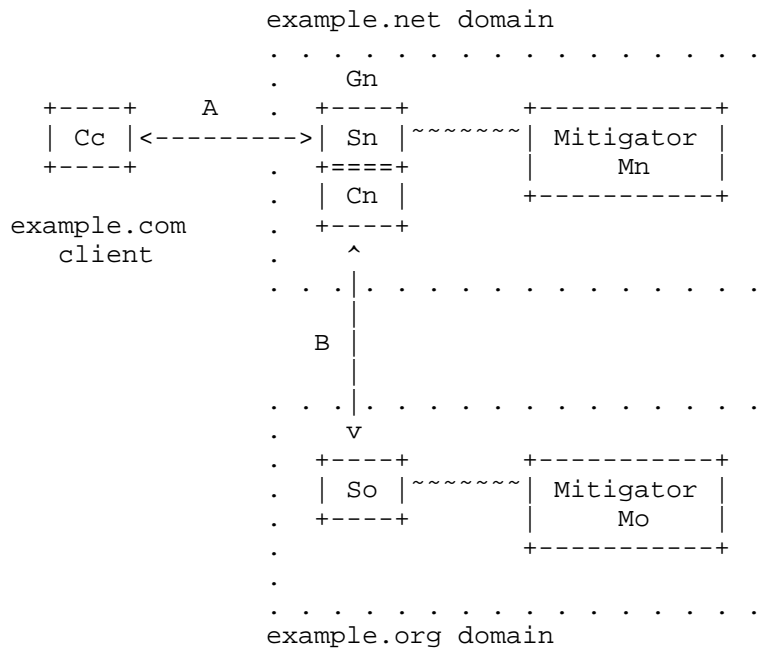 example.net domain
. . . . . . . . . . . . . . . .
. Gn
+----+ A . +----+ +-----------+
| Cc |<--------->| Sn |~~~~~~~| Mitigator |
+----+ . +====+ | Mn |
. | Cn | +-----------+
example.com . +----+
client . ^
. . .|. . . . . . . . . . . . .
|
B |
|
. . .|. . . . . . . . . . . . .
. v
. +----+ +-----------+
. | So |~~~~~~~| Mitigator |
. +----+ | Mo |
. +-----------+
.
. . . . . . . . . . . . . . . .
example.org domain